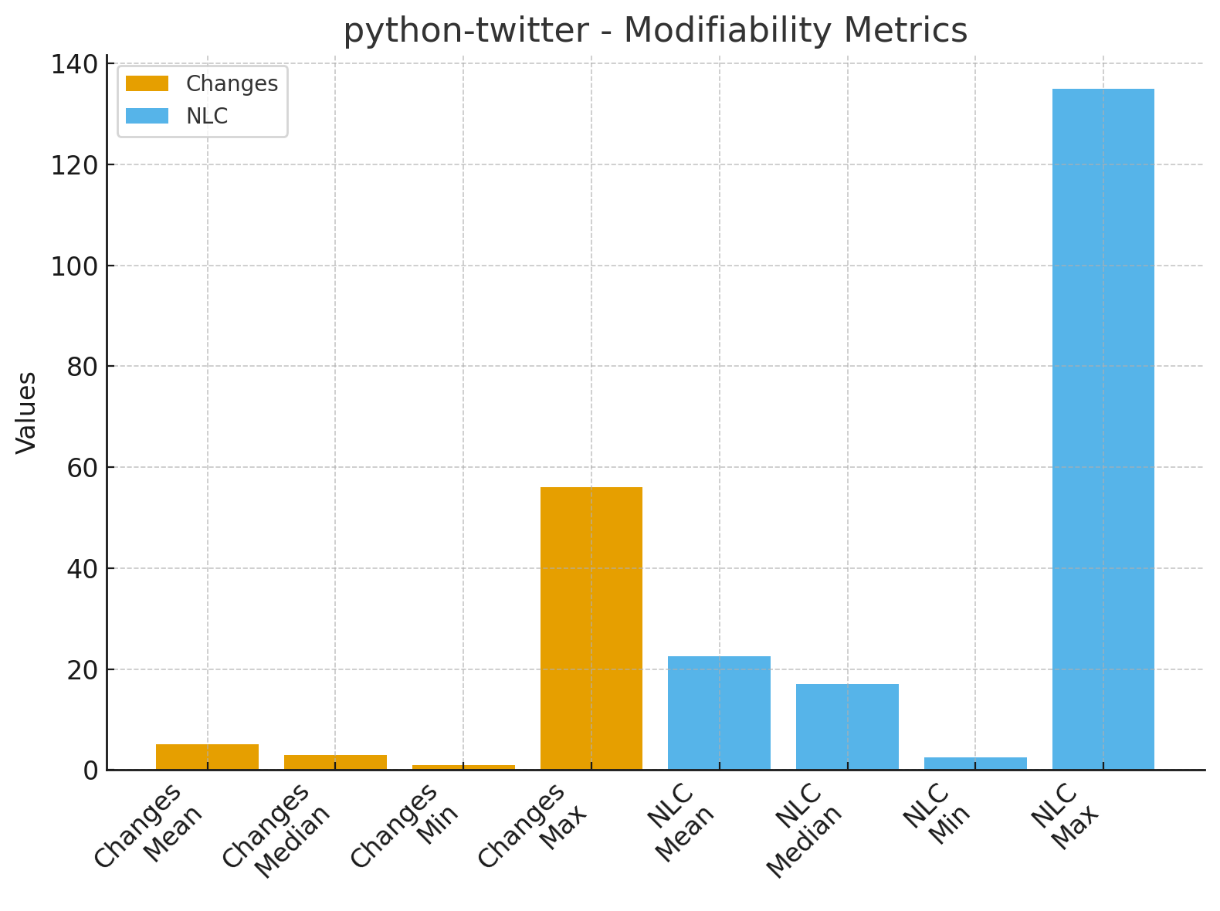 python-twitter - Modifiability Metrics
Changes
NLC
Values
140
120
100
80
60
40
20
0
Changes
Mean
Changes
Median
Changes
Min
Changes
Max
NLC
Mean
NLC
Median
NLC
Min
NLC
Max